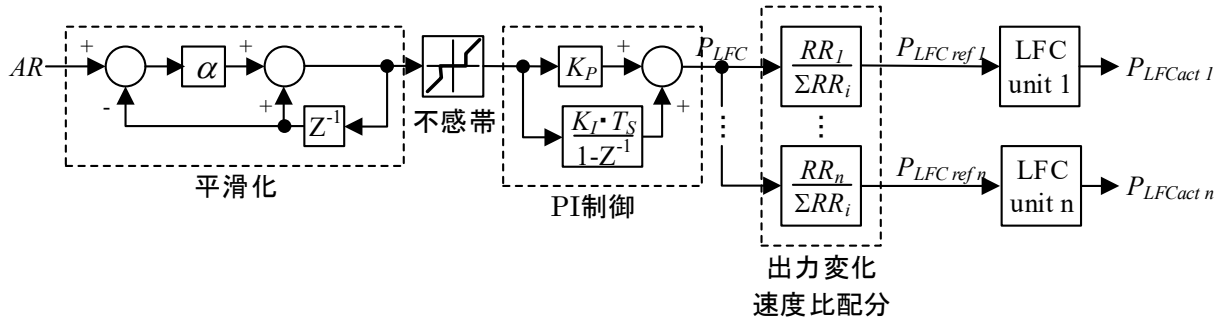 AR
+
-
α
+
+
Z⁻¹
平滑化
不感帯
K_P
K_I・T_S
1-Z⁻¹
+
+
PI制御
P_LFC
RR_1
ΣRR_i
⋮
RR_n
ΣRR_i
出力変化
速度比配分
P_LFC ref 1
P_LFC ref n
LFC
unit 1
⋮
LFC
unit n
P_LFCact 1
P_LFCact n